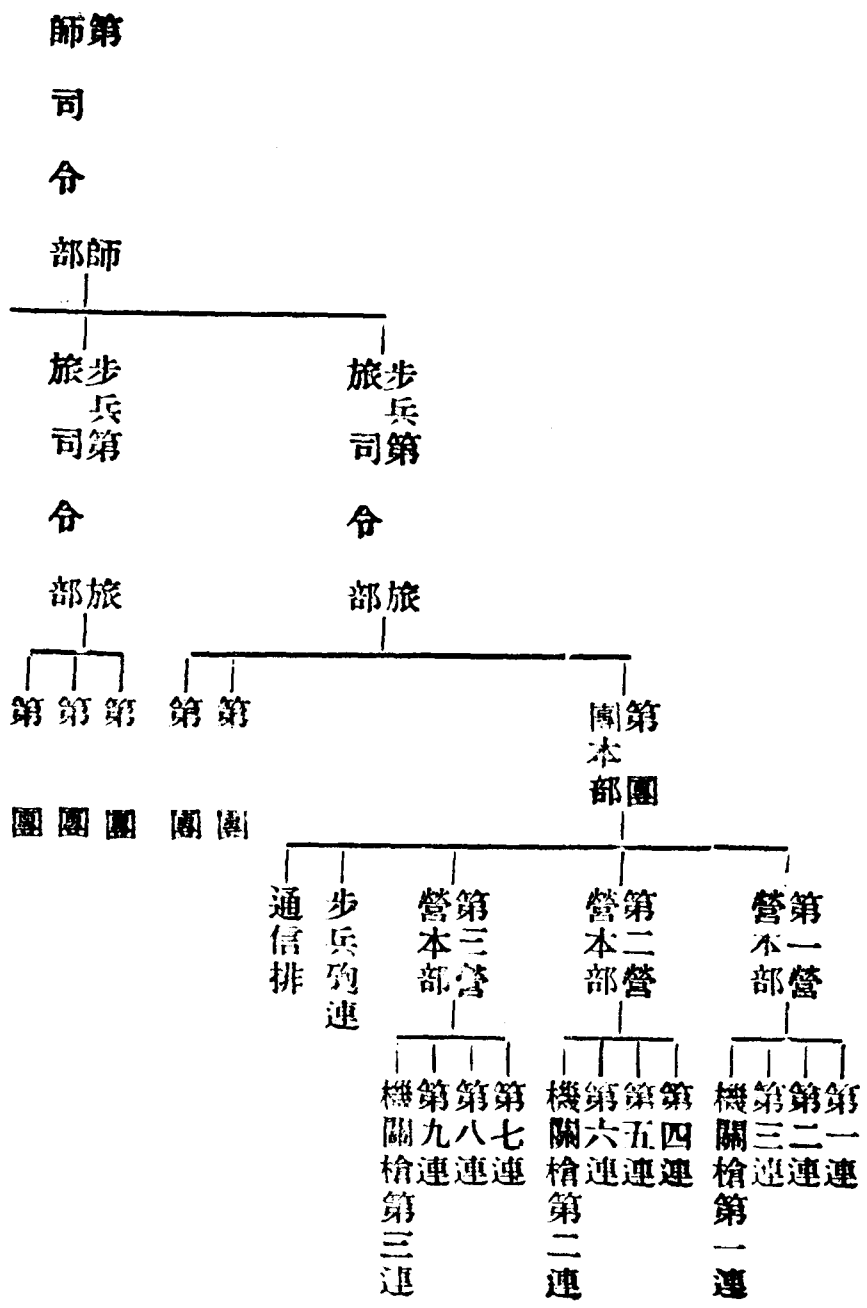 第 師
師司令部
步兵第 旅
旅司令部
步兵第 旅
旅司令部
第 團
團本部
第 團
第 團
第 團
第 團
第 團
第一營
營本部
第二營
營本部
第三營
營本部
步兵砲連
通信排
第一連
第二連
第三連
機關槍第一連
第四連
第五連
第六連
機關槍第二連
第七連
第八連
第九連
機關槍第三連